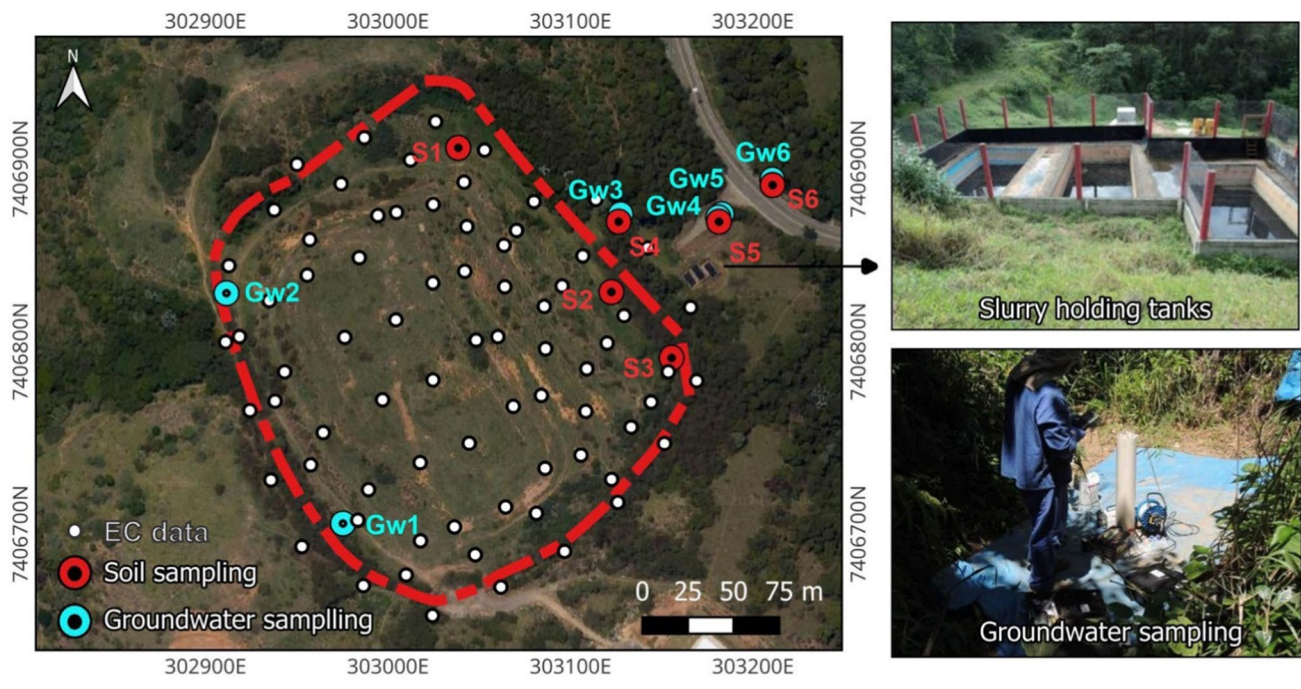 302900E 303000E 303100E 303200E
N
7406900N
7406800N
7406700N
S1
Gw6
Gw5
Gw3
Gw4
S6
S4
S5
Gw2
S2
S3
Gw1
EC data
Soil sampling
Groundwater samplling
0 25 50 75 m
7406900N
7406800N
7406700N
302900E 303000E 303100E 303200E
Slurry holding tanks
Groundwater sampling